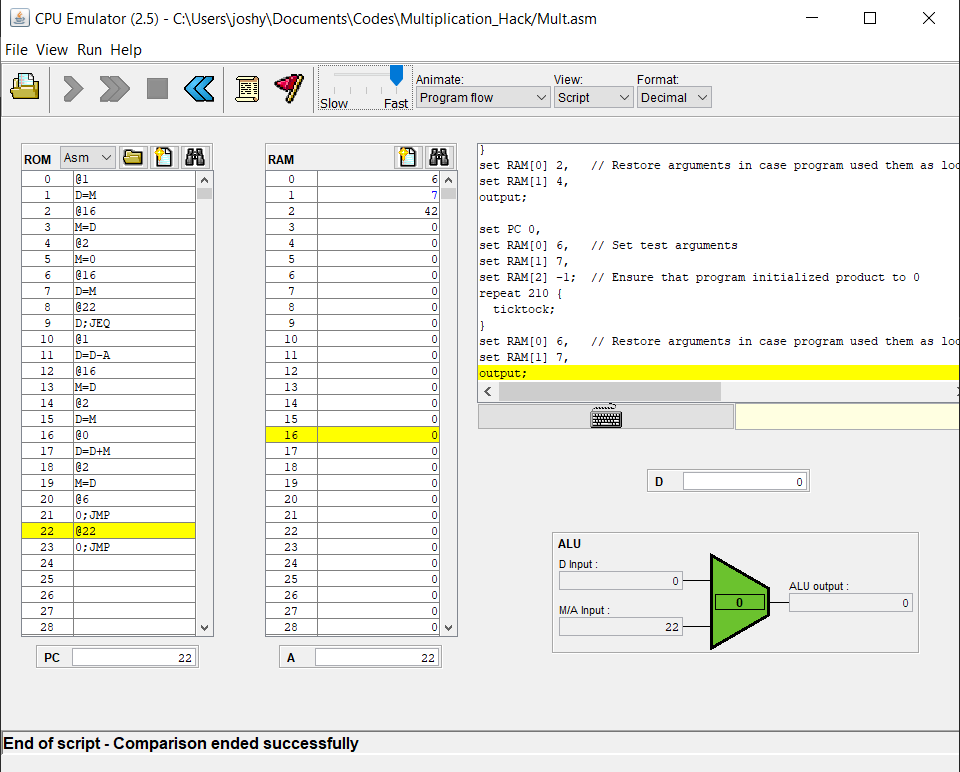 CPU Emulator (2.5) - C:\Users\joshy\Documents\Codes\Multiplication_Hack/Mult.asm
File View Run Help
Slow Fast
Animate: View: Format:
Program flow Script Decimal
ROM Asm
0 @1
1 D=M
2 @16
3 M=D
4 @2
5 M=0
6 @16
7 D=M
8 @22
9 D;JEQ
10 @1
11 D=D-A
12 @16
13 M=D
14 @2
15 D=M
16 @0
17 D=D+M
18 @2
19 M=D
20 @6
21 0;JMP
22 @22
23 0;JMP
24
25
26
27
28
PC 22
RAM
0 6
1 7
2 42
3 0
4 0
5 0
6 0
7 0
8 0
9 0
10 0
11 0
12 0
13 0
14 0
15 0
16 0
17 0
18 0
19 0
20 0
21 0
22 0
23 0
24 0
25 0
26 0
27 0
28 0
A 22
}
set RAM[0] 2,   // Restore arguments in case program used them as loo
set RAM[1] 4,
output;
set PC 0,
set RAM[0] 6,   // Set test arguments
set RAM[1] 7,
set RAM[2] -1;  // Ensure that program initialized product to 0
repeat 210 {
ticktock;
}
set RAM[0] 6,   // Restore arguments in case program used them as loo
set RAM[1] 7,
output;
D 0
ALU
D Input :
0
M/A Input :
22
0
ALU output :
0
End of script - Comparison ended successfully